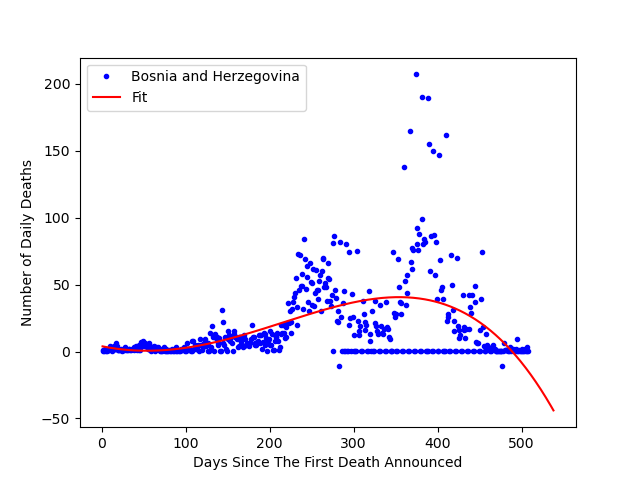 Bosnia and Herzegovina
Fit
200
150
100
50
0
−50
Number of Daily Deaths
0 100 200 300 400 500
Days Since The First Death Announced